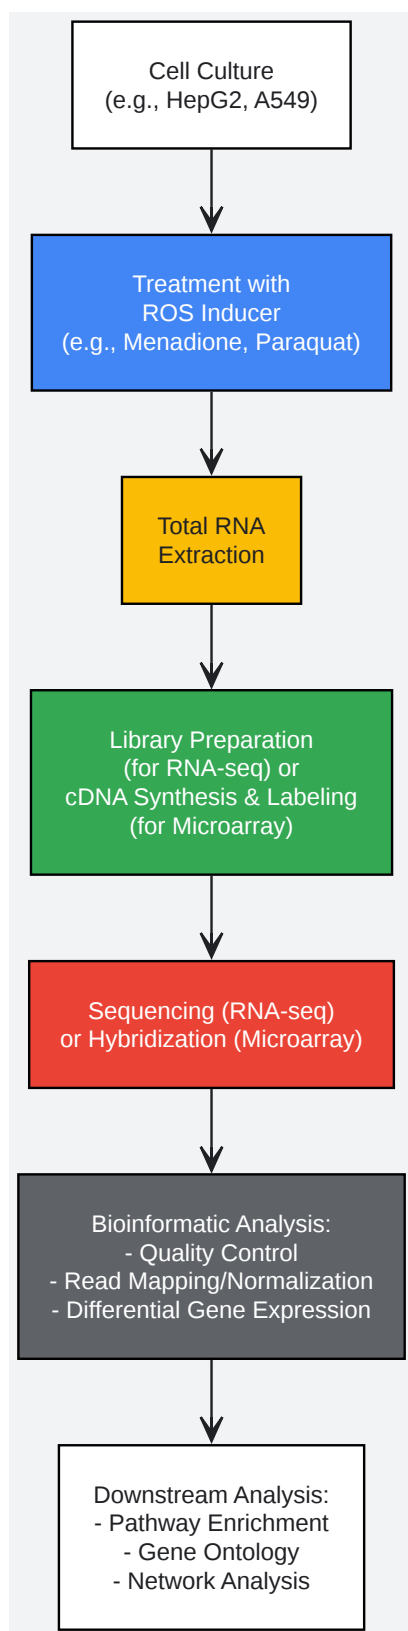 Cell Culture
(e.g., HepG2, A549)
Treatment with
ROS Inducer
(e.g., Menadione, Paraquat)
Total RNA
Extraction
Library Preparation
(for RNA-seq) or
cDNA Synthesis & Labeling
(for Microarray)
Sequencing (RNA-seq)
or Hybridization (Microarray)
Bioinformatic Analysis:
- Quality Control
- Read Mapping/Normalization
- Differential Gene Expression
Downstream Analysis:
- Pathway Enrichment
- Gene Ontology
- Network Analysis